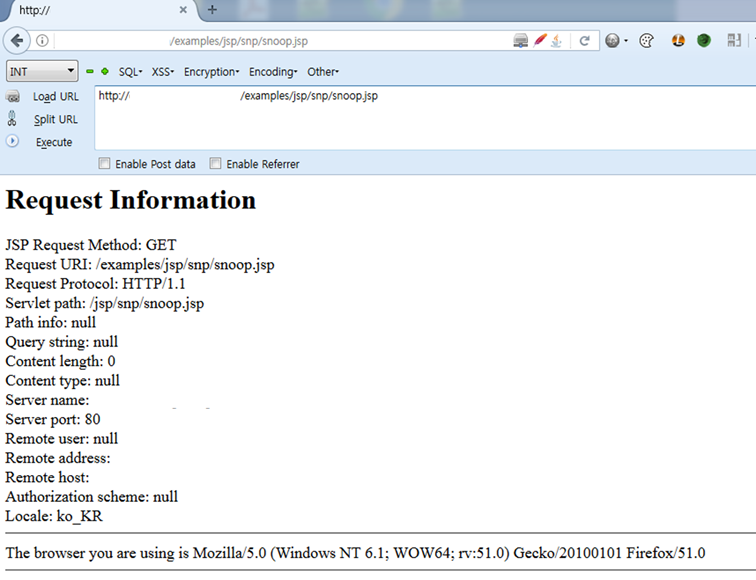 http://
/examples/jsp/snp/snoop.jsp
INT SQL XSS Encryption Encoding Other
Load URL http:// /examples/jsp/snp/snoop.jsp
Split URL
Execute
Enable Post data Enable Referrer
Request Information
JSP Request Method: GET
Request URI: /examples/jsp/snp/snoop.jsp
Request Protocol: HTTP/1.1
Servlet path: /jsp/snp/snoop.jsp
Path info: null
Query string: null
Content length: 0
Content type: null
Server name:
Server port: 80
Remote user: null
Remote address:
Remote host:
Authorization scheme: null
Locale: ko_KR
The browser you are using is Mozilla/5.0 (Windows NT 6.1; WOW64; rv:51.0) Gecko/20100101 Firefox/51.0